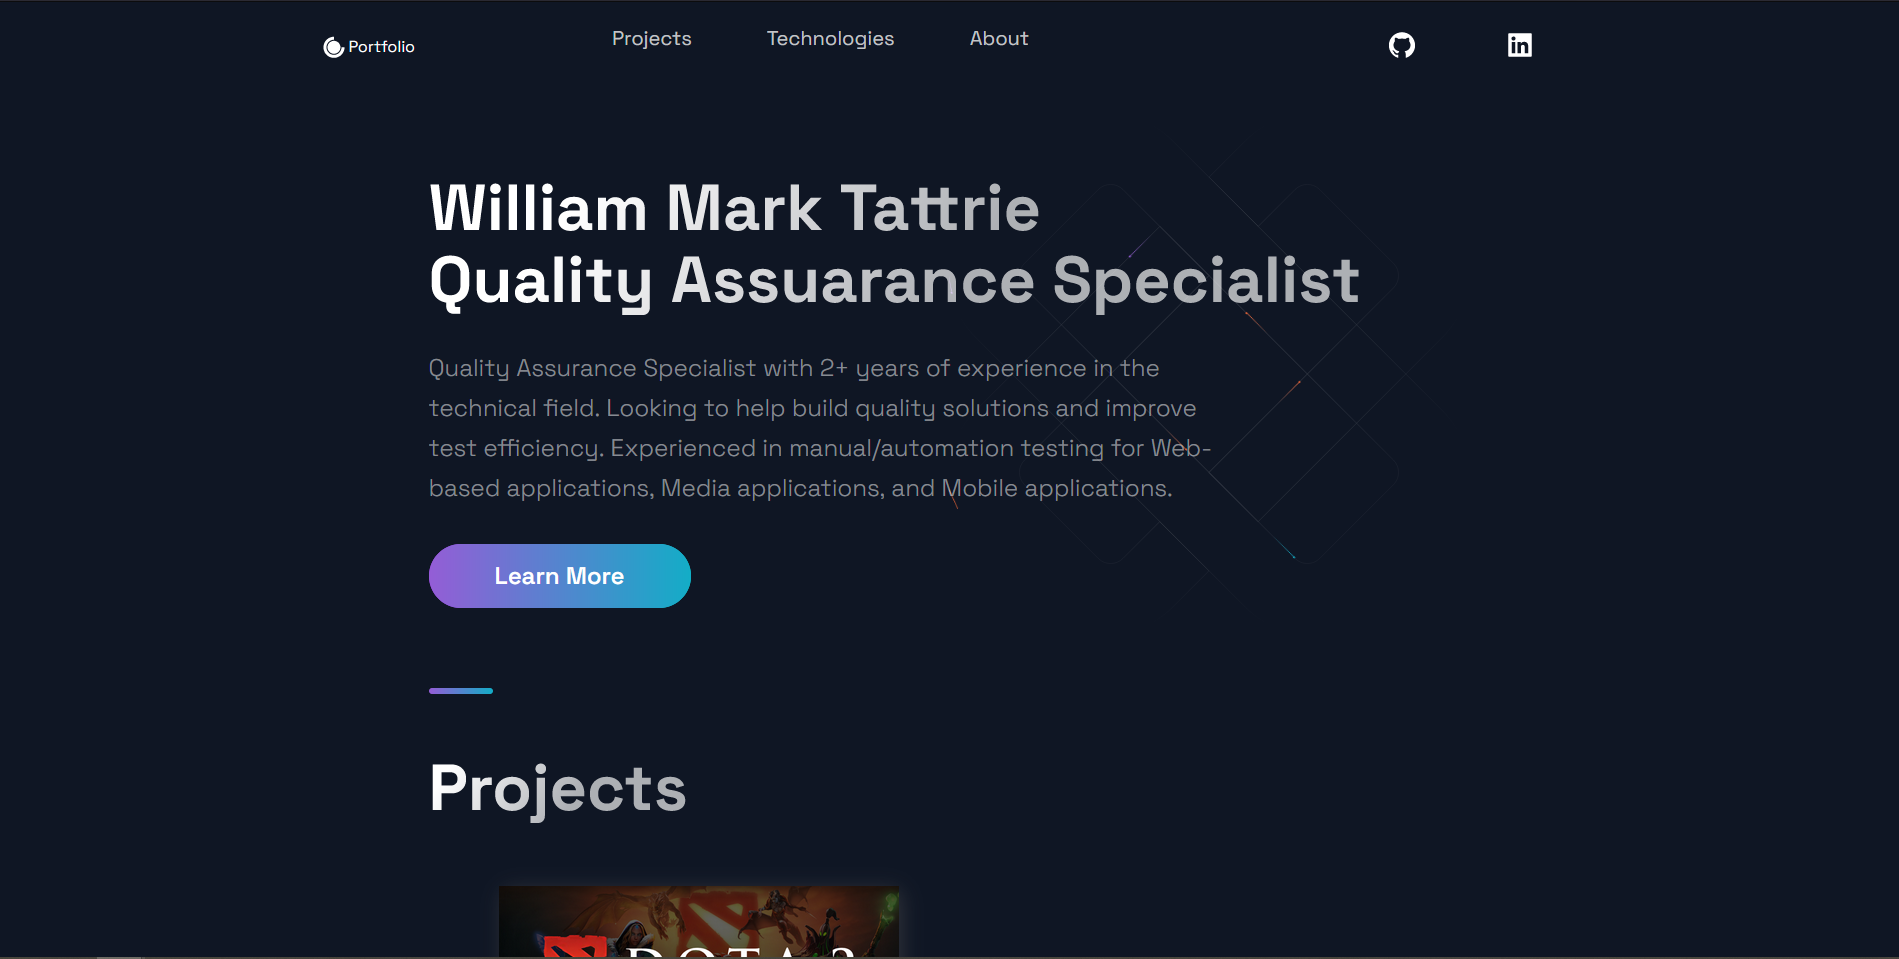 Portfolio
Projects
Technologies
About
William Mark Tattrie
Quality Assuarance Specialist
Quality Assurance Specialist with 2+ years of experience in the
technical field. Looking to help build quality solutions and improve
test efficiency. Experienced in manual/automation testing for Web-
based applications, Media applications, and Mobile applications.
Learn More
Projects
DOTA 2